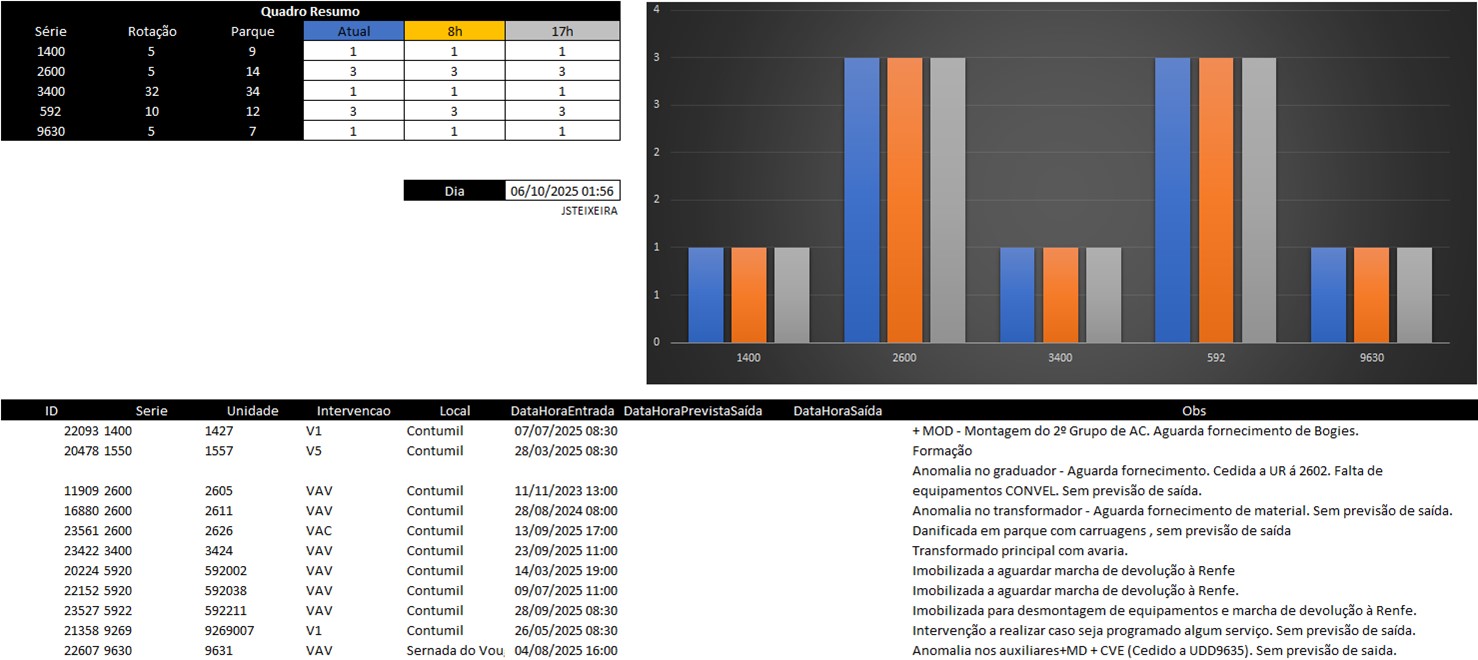 Quadro Resumo
Série Rotação Parque Atual 8h 17h
1400 5 9 1 1 1
2600 5 14 3 3 3
3400 32 34 1 1 1
592 10 12 3 3 3
9630 5 7 1 1 1
Dia 06/10/2025 01:56
JSTEIXEIRA
4
3
3
2
2
1
1
0
1400 2600 3400 592 9630
ID Serie Unidade Intervencao Local DataHoraEntrada DataHoraPrevistaSaída DataHoraSaída Obs
22093 1400 1427 V1 Contumil 07/07/2025 08:30 + MOD - Montagem do 2º Grupo de AC. Aguarda fornecimento de Bogies.
20478 1550 1557 V5 Contumil 28/03/2025 08:30 Formação
Anomalia no graduador - Aguarda fornecimento. Cedida a UR á 2602. Falta de
11909 2600 2605 VAV Contumil 11/11/2023 13:00 equipamentos CONVEL. Sem previsão de saída.
16880 2600 2611 VAV Contumil 28/08/2024 08:00 Anomalia no transformador - Aguarda fornecimento de material. Sem previsão de saída.
23561 2600 2626 VAC Contumil 13/09/2025 17:00 Danificada em parque com carruagens , sem previsão de saída
23422 3400 3424 VAV Contumil 23/09/2025 11:00 Transformado principal com avaria.
20224 5920 592002 VAV Contumil 14/03/2025 19:00 Imobilizada a aguardar marcha de devolução à Renfe
22152 5920 592038 VAV Contumil 09/07/2025 11:00 Imobilizada a aguardar marcha de devolução à Renfe.
23527 5922 592211 VAV Contumil 28/09/2025 08:30 Imobilizada para desmontagem de equipamentos e marcha de devolução à Renfe.
21358 9269 9269007 V1 Contumil 26/05/2025 08:30 Intervenção a realizar caso seja programado algum serviço. Sem previsão de saída.
22607 9630 9631 VAV Sernada do Vou 04/08/2025 16:00 Anomalia nos auxiliares+MD + CVE (Cedido a UDD9635). Sem previsão de saida.